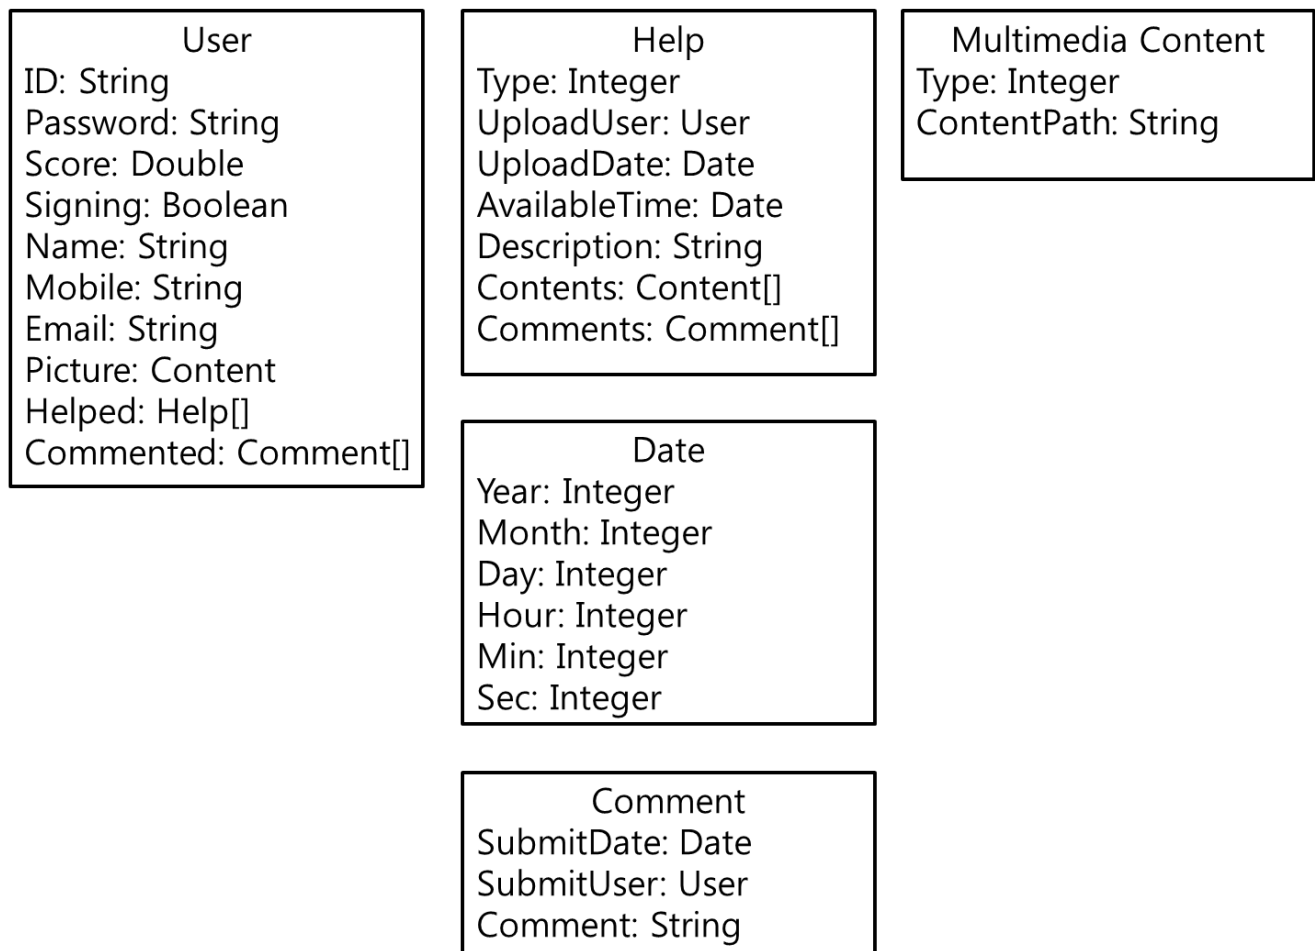 User
ID: String
Password: String
Score: Double
Signing: Boolean
Name: String
Mobile: String
Email: String
Picture: Content
Helped: Help[]
Commented: Comment[]
Help
Type: Integer
UploadUser: User
UploadDate: Date
AvailableTime: Date
Description: String
Contents: Content[]
Comments: Comment[]
Date
Year: Integer
Month: Integer
Day: Integer
Hour: Integer
Min: Integer
Sec: Integer
Comment
SubmitDate: Date
SubmitUser: User
Comment: String
Multimedia Content
Type: Integer
ContentPath: String